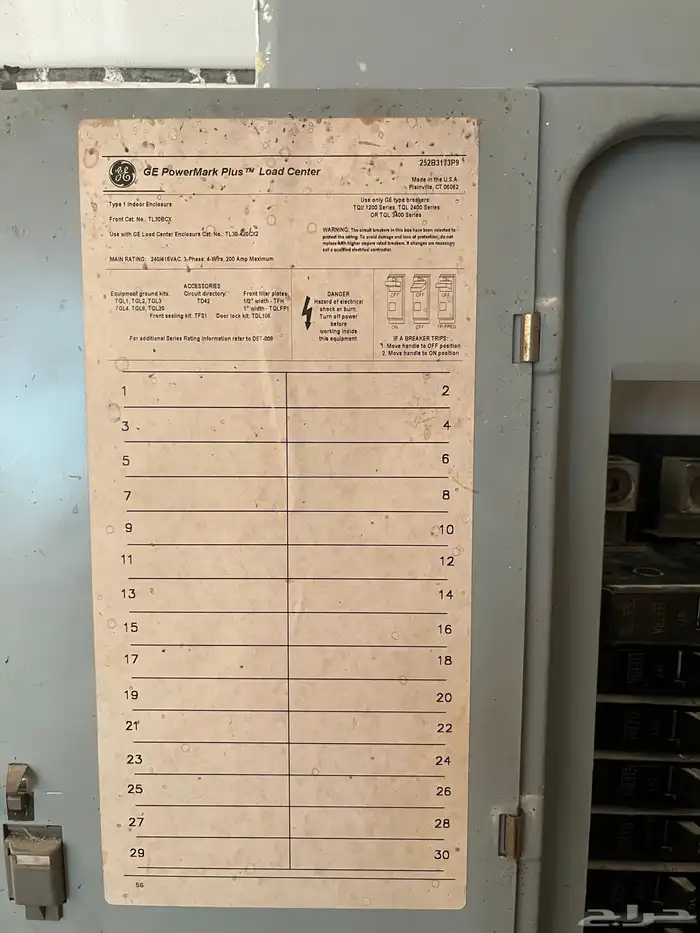 GE PowerMark Plus™ Load Center
252B3173P9
Made in the U.S.A.
Plainville, CT 06062
Type 1 Indoor Enclosure
Front Cat. No.: TL30BCX
Use with GE Load Center Enclosure Cat. No.:
Use only GE type breakers:
TQL 1200 Series, TQL 2400 Series
OR TQL 3400 Series
WARNING: The circuit breakers in this box have been selected to
protect the wiring. To avoid damage and loss of protection, do not
replace with higher ampere rated breakers. If changes are necessary
call a qualified electrical contractor.
MAIN RATING: 240/415VAC, 3-Phase, 4-Wire, 200 Amp Maximum
ACCESSORIES
Equipment ground kits:
TGL1, TGL2, TGL3
TGL4, TGL6, TGL20
Circuit directory:
TD42
Front filler plates:
1/2" width - TFH
1" width - TQLFP1
Front sealing kit: TFS1 Door lock kit: TDL106
For additional Series Rating Information refer to DET-009
DANGER
Hazard of electrical
shock or burn.
Turn off power
before
working inside
this equipment.
ON OFF
OFF
OFF
ON OFF TRIPPED
IF A BREAKER TRIPS:
1. Move handle to OFF position
2. Move handle to ON position
1 2
3 4
5 6
7 8
9 10
11 12
13 14
15 16
17 18
19 20
21 22
23 24
25 26
27 28
29 30
56
حراج